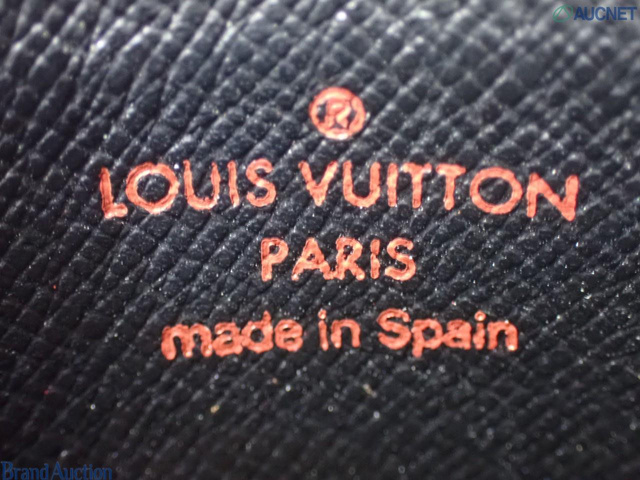 AUCNET
®
LOUIS VUITTON
PARIS
made in Spain
Brand Auction